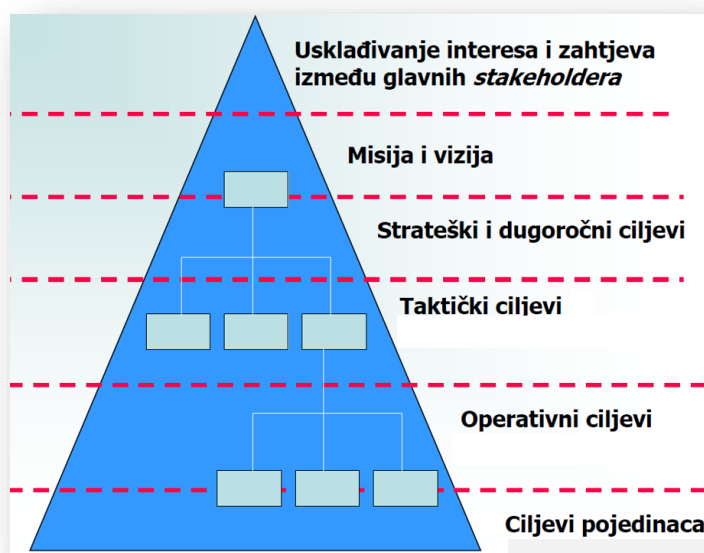 Usklađivanje interesa i zahtjeva
između glavnih stakeholdera
Misija i vizija
Strateški i dugoročni ciljevi
Taktički ciljevi
Operativni ciljevi
Ciljevi pojedinaca